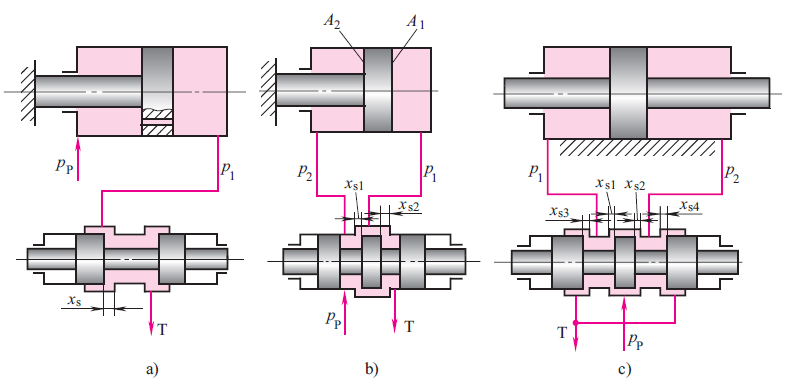 A2 A1
pP p1 p2 p1 p1 p2
xs1 xs2 xs3 xs1 xs2 xs4
xs
T pP T T pP
a) b) c)